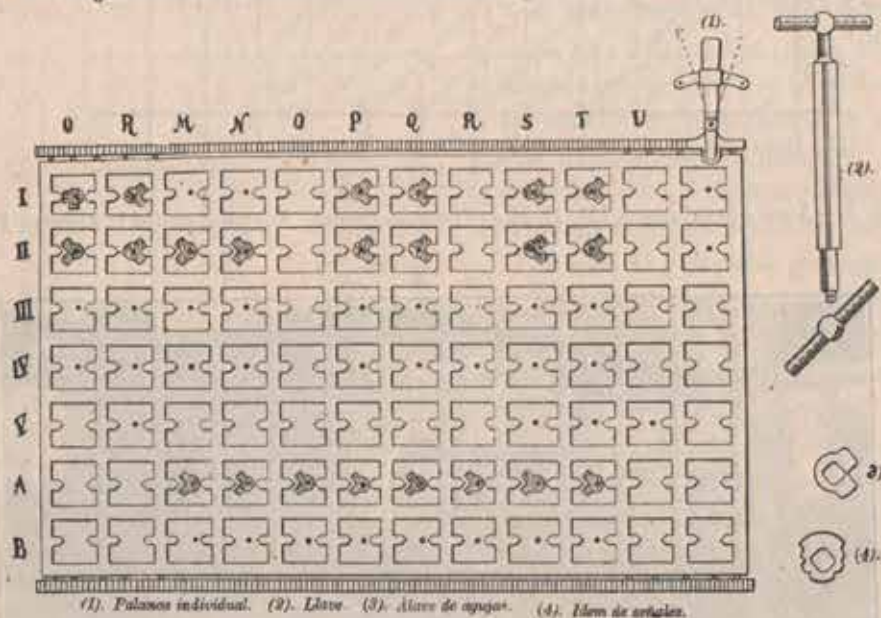 (1).
O R M N O P Q R S T U
(2).
I
II
III
IV
V
A
3)
B
(4).
(1). Palanca individual. (2). Llave (3). Llave de agujas. (4). Idem de señales.